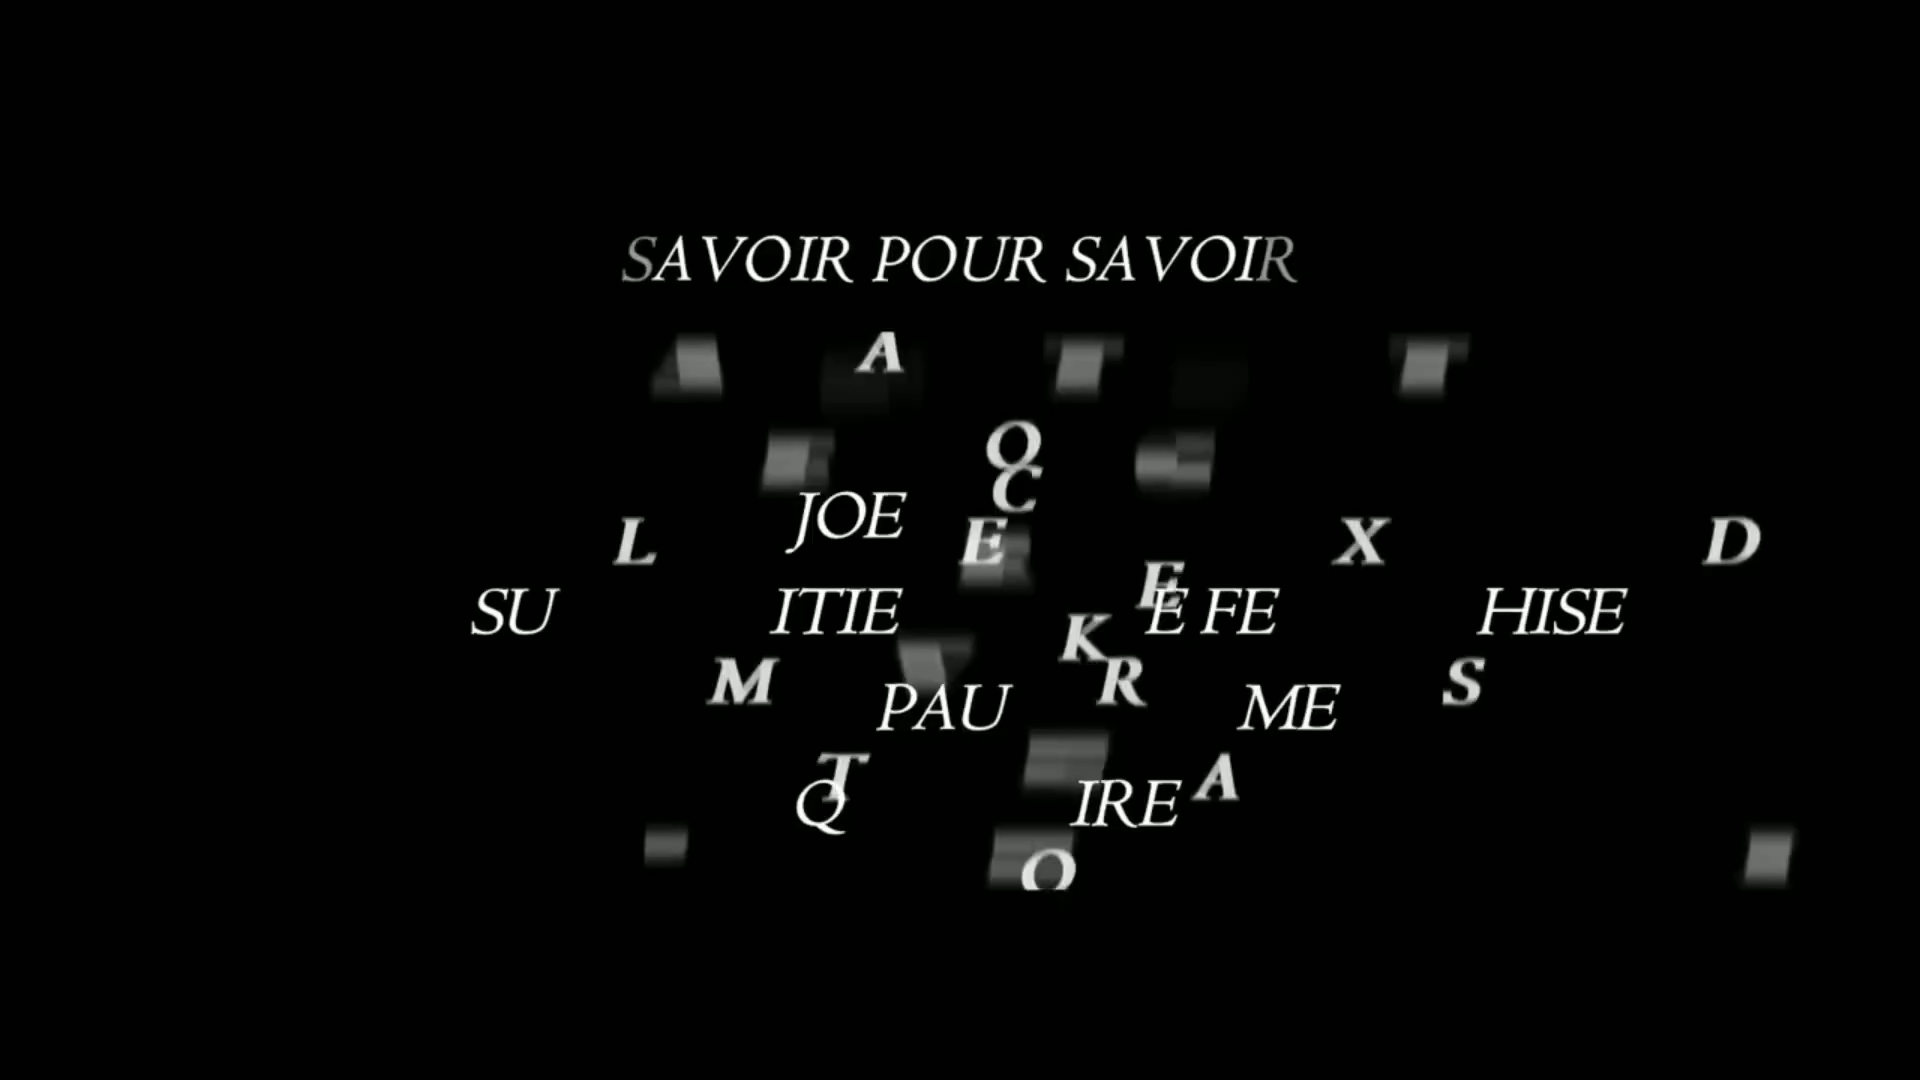 SAVOIR POUR SAVOIR
A
O
C
JOE
L E X D
E
SU ITIE E FE HISE
K
M R S
PAU ME
T A
Q IRE
O